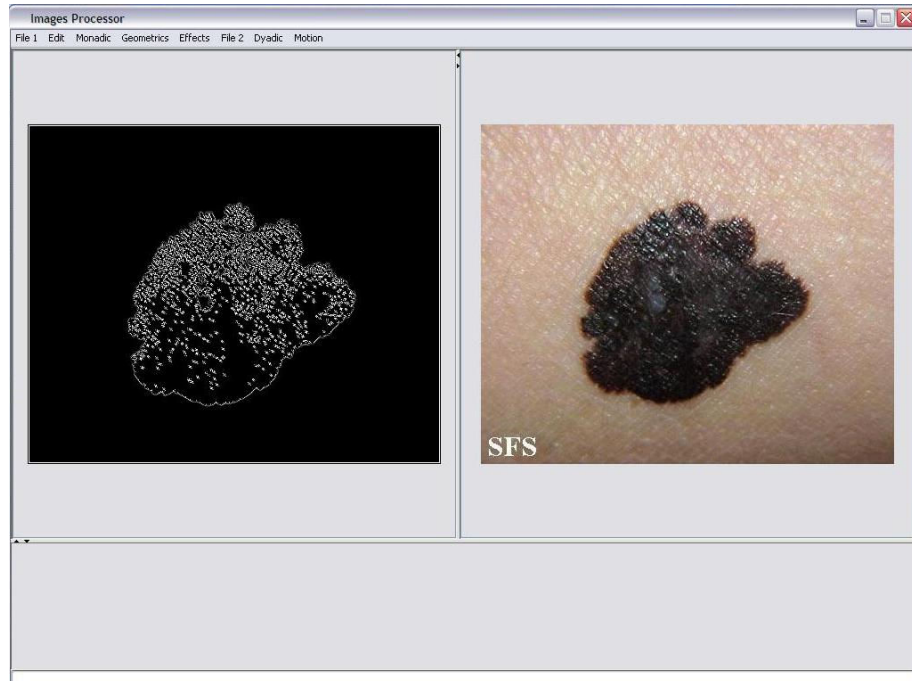 Images Processor
File 1 Edit Monadic Geometrics Effects File 2 Dyadic Motion
SFS